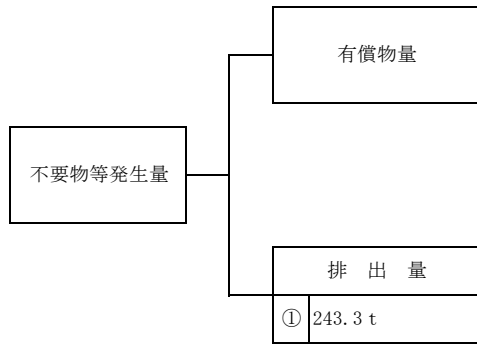 有償物量
不要物等発生量
排 出 量
① 243.3 t